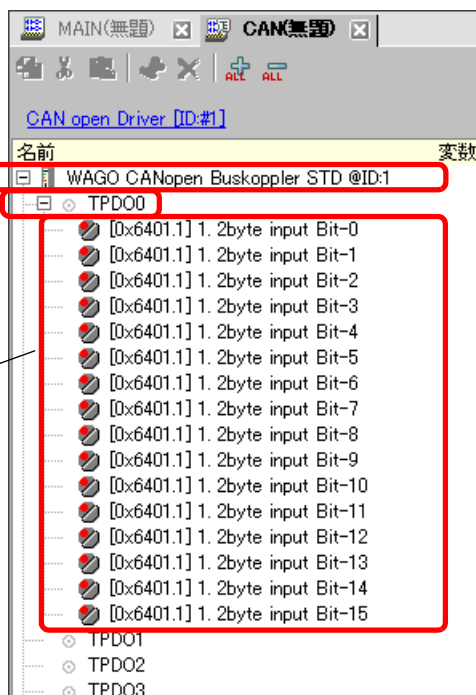 MAIN(無題) CAN(無題)
ALL ALL
CAN open Driver [ID:#1]
名前 変数
WAGO CANopen Buskoppler STD @ID:1
TPDO0
[0x6401.1] 1. 2byte input Bit-0
[0x6401.1] 1. 2byte input Bit-1
[0x6401.1] 1. 2byte input Bit-2
[0x6401.1] 1. 2byte input Bit-3
[0x6401.1] 1. 2byte input Bit-4
[0x6401.1] 1. 2byte input Bit-5
[0x6401.1] 1. 2byte input Bit-6
[0x6401.1] 1. 2byte input Bit-7
[0x6401.1] 1. 2byte input Bit-8
[0x6401.1] 1. 2byte input Bit-9
[0x6401.1] 1. 2byte input Bit-10
[0x6401.1] 1. 2byte input Bit-11
[0x6401.1] 1. 2byte input Bit-12
[0x6401.1] 1. 2byte input Bit-13
[0x6401.1] 1. 2byte input Bit-14
[0x6401.1] 1. 2byte input Bit-15
TPDO1
TPDO2
TPDO3